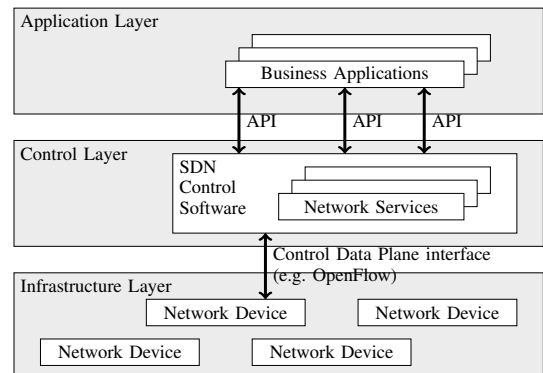 Application Layer
Business Applications
API API API
Control Layer
SDN
Control
Software
Network Services
Control Data Plane interface
(e.g. OpenFlow)
Infrastructure Layer
Network Device Network Device
Network Device Network Device